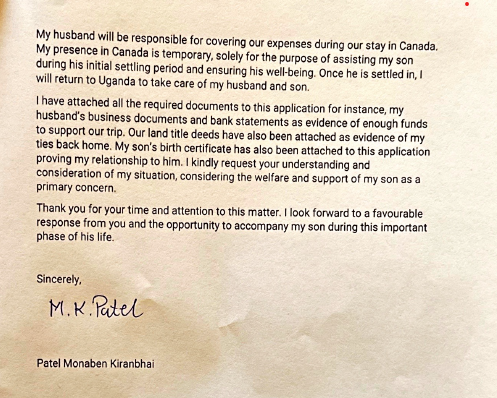 My husband will be responsible for covering our expenses during our stay in Canada.
My presence in Canada is temporary, solely for the purpose of assisting my son
during his initial settling period and ensuring his well-being. Once he is settled in, I
will return to Uganda to take care of my husband and son.
I have attached all the required documents to this application for instance, my
husband's business documents and bank statements as evidence of enough funds
to support our trip. Our land title deeds have also been attached as evidence of my
ties back home. My son's birth certificate has also been attached to this application
proving my relationship to him. I kindly request your understanding and
consideration of my situation, considering the welfare and support of my son as a
primary concern.
Thank you for your time and attention to this matter. I look forward to a favourable
response from you and the opportunity to accompany my son during this important
phase of his life.
Sincerely,
M.K.Patel
Patel Monaben Kiranbhai